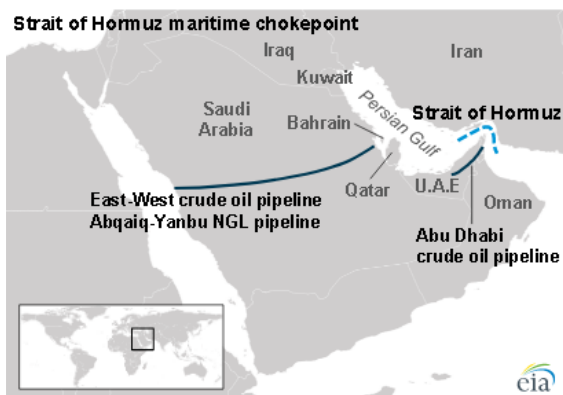 Strait of Hormuz maritime chokepoint
Iraq
Iran
Kuwait
Persian Gulf
Saudi
Arabia
Strait of Hormuz
Bahrain
Qatar
U.A.E
Oman
East-West crude oil pipeline
Abqaiq-Yanbu NGL pipeline
Abu Dhabi
crude oil pipeline
eia